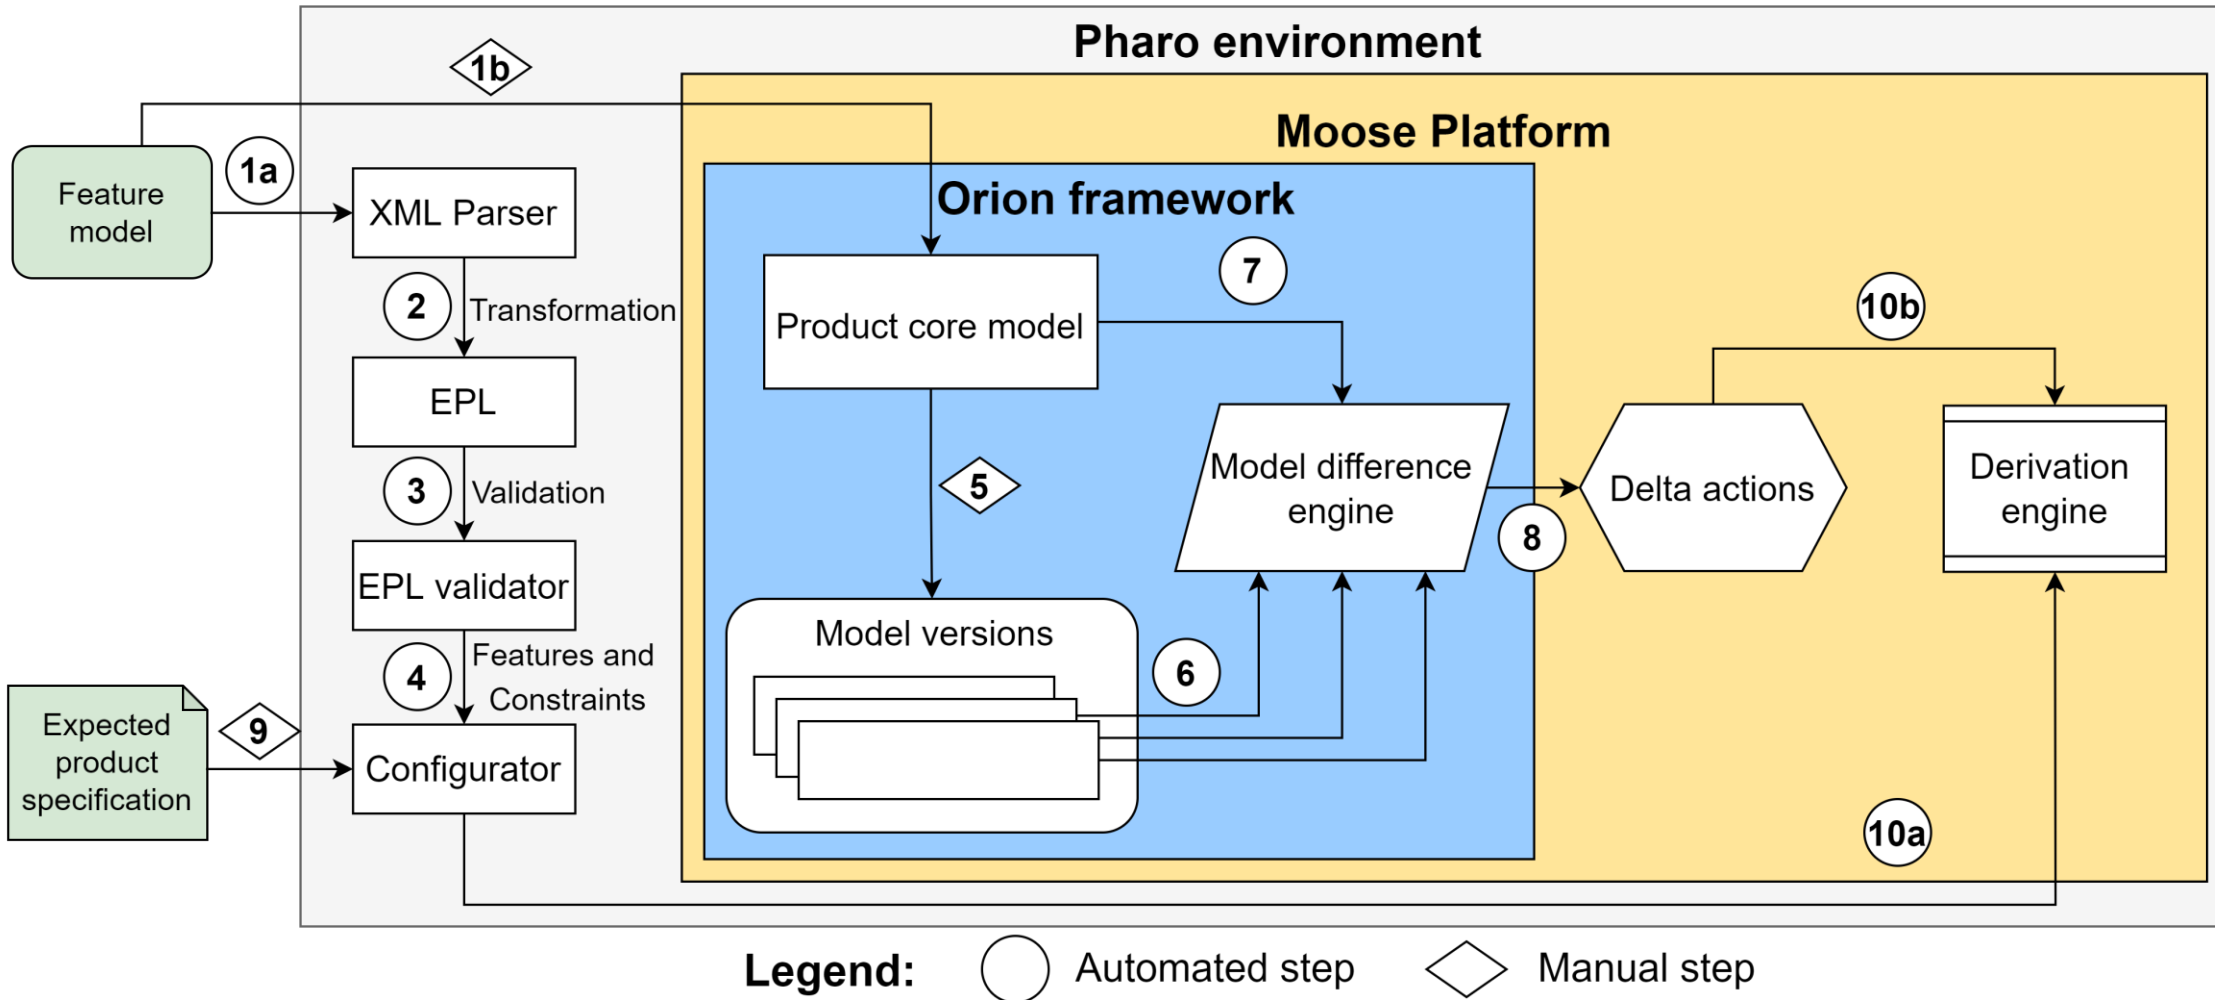 Pharo environment
1b
Moose Platform
1a
Feature
model
XML Parser
Orion framework
2
Transformation
7
10b
Product core model
EPL
3
Validation
5
Model difference
engine
Delta actions
Derivation
engine
8
EPL validator
4
Features and
Constraints
Model versions
6
Expected
product
specification
9
Configurator
10a
Legend:
Automated step
Manual step